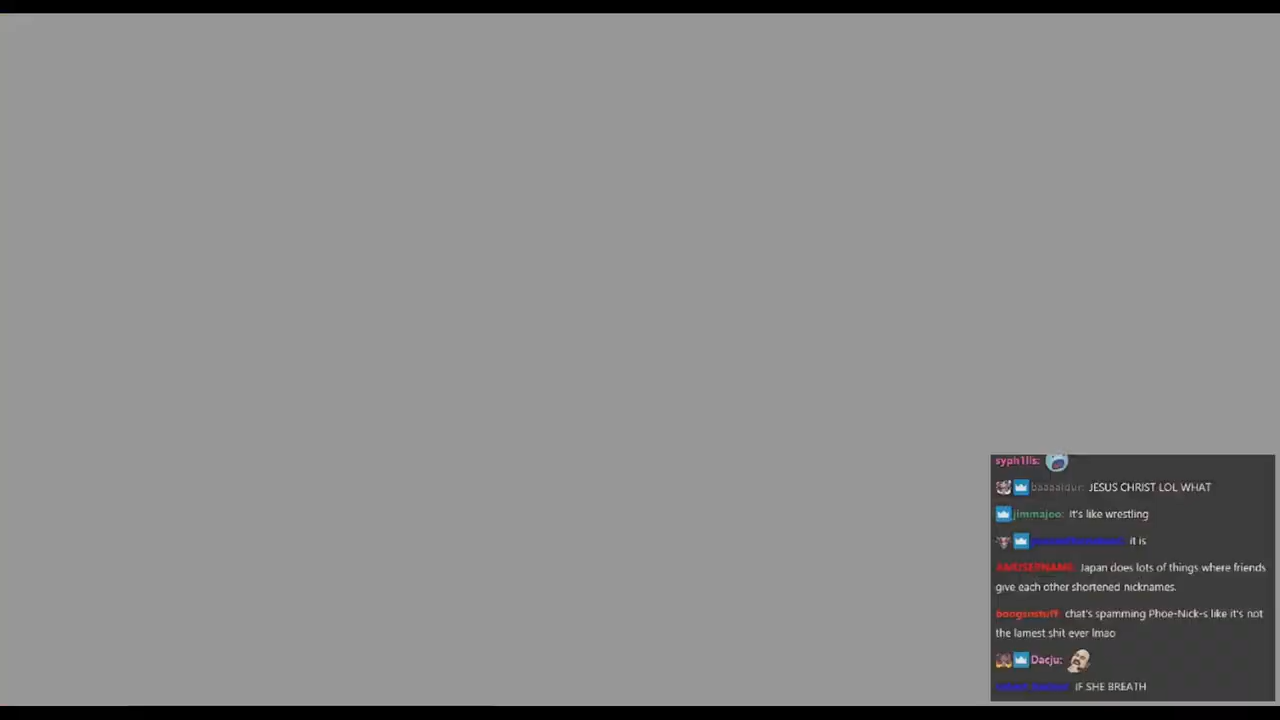 syph1lis:
baabaldur: JESUS CHRIST LOL WHAT
jimmajoo: It's like wrestling
it is
Japan does lots of things where friends
give each other shortened nicknames.
chat's spamming Phoe-Nick-s like it's not
the lamest shit ever lmao
Dacju:
IF SHE BREATH